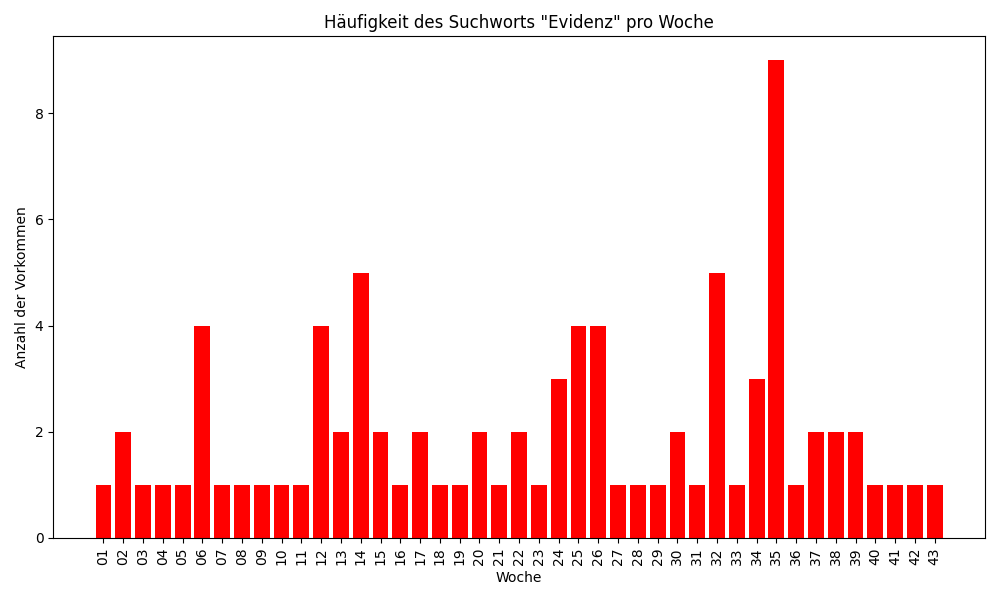 Häufigkeit des Suchworts "Evidenz" pro Woche
Anzahl der Vorkommen
8
6
4
2
0
01 02 03 04 05 06 07 08 09 10 11 12 13 14 15 16 17 18 19 20 21 22 23 24 25 26 27 28 29 30 31 32 33 34 35 36 37 38 39 40 41 42 43
Woche